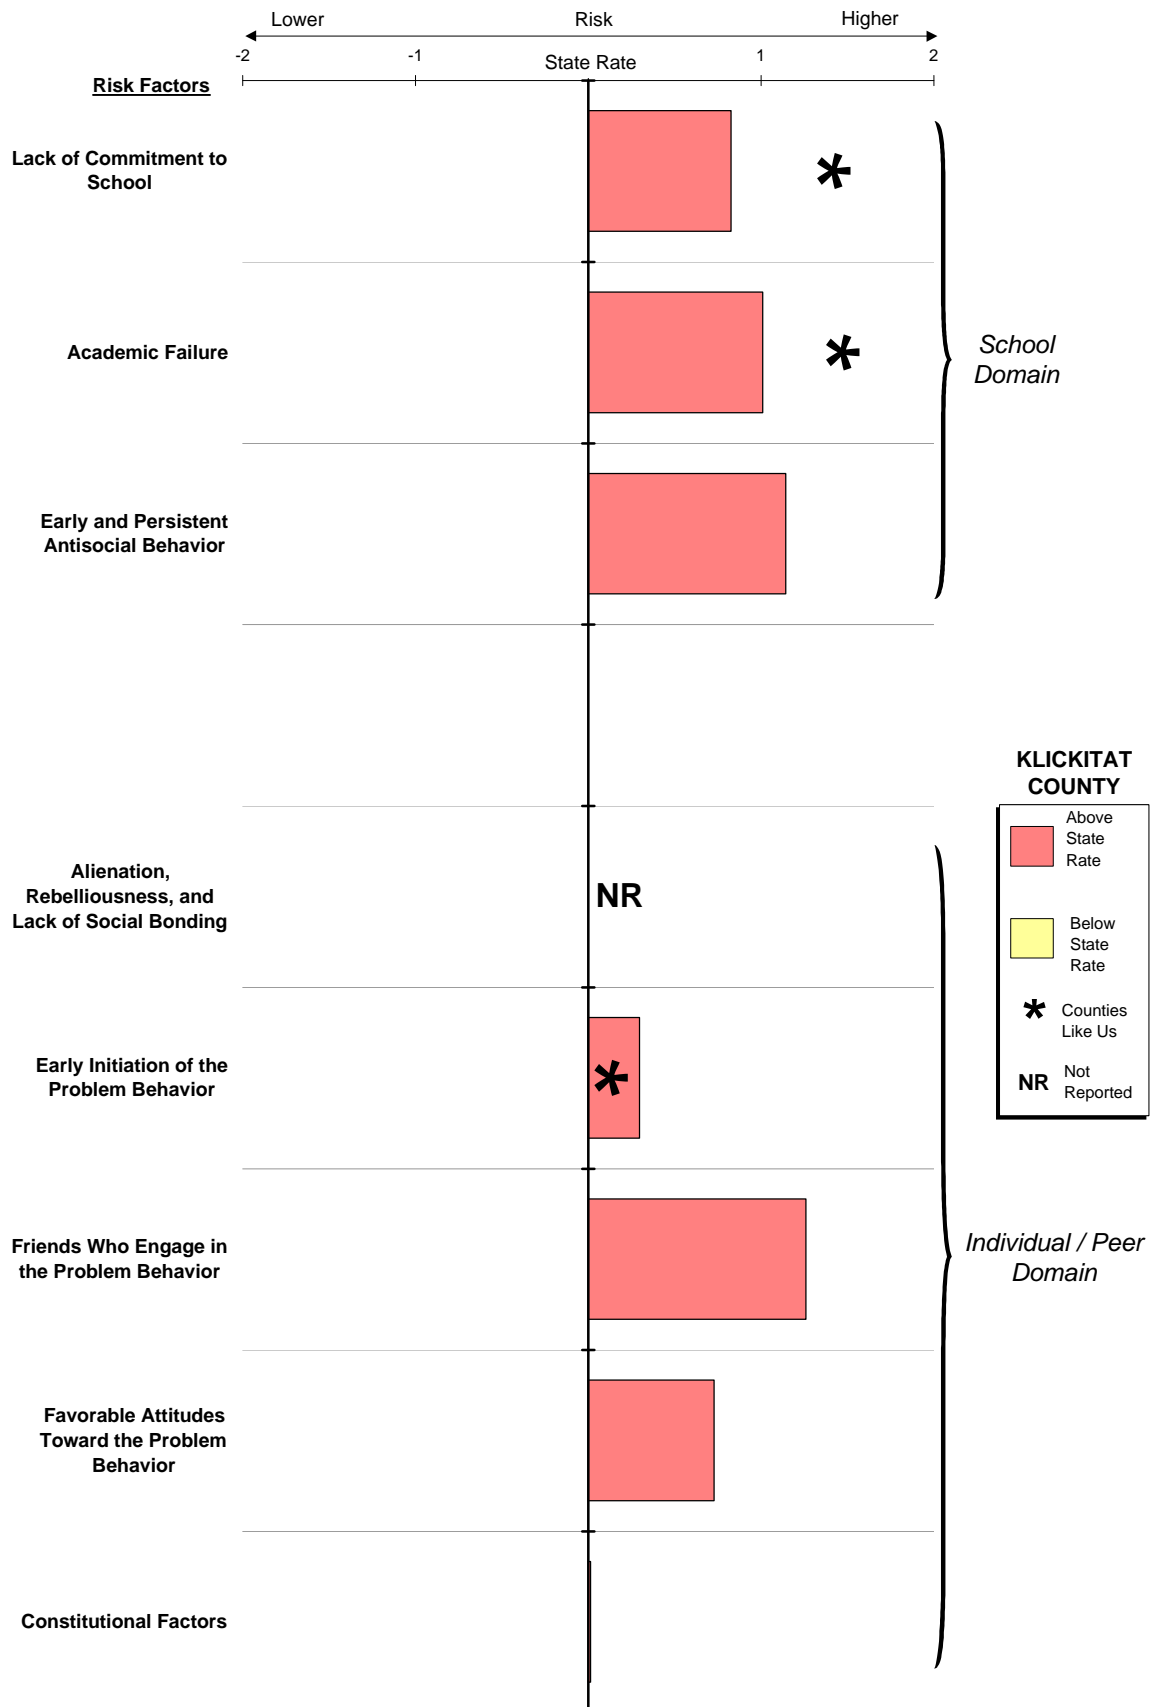 Lower Risk Higher
-2 -1 State Rate 1 2
Risk Factors
Lack of Commitment to
School
*
Academic Failure
*
School
Domain
Early and Persistent
Antisocial Behavior
KLICKITAT
COUNTY
Above
State
Rate
Below
State
Rate
* Counties
Like Us
NR Not
Reported
Alienation,
Rebelliousness, and
Lack of Social Bonding
NR
Early Initiation of the
Problem Behavior
*
Friends Who Engage in
the Problem Behavior
Individual / Peer
Domain
Favorable Attitudes
Toward the Problem
Behavior
Constitutional Factors